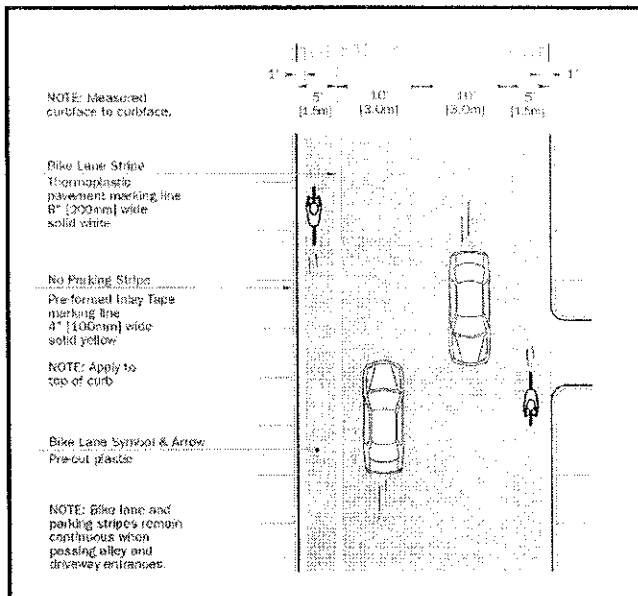 1'
1'
5'
10'
10'
5'
[1.5m]
[3.0m]
[3.0m]
[1.5m]
NOTE: Measured
curbface to curbface.
Bike Lane Stripe
Thermoplastic
pavement marking line
8" [200mm] wide
solid white
No Parking Stripe
Pre-formed Inlay Tape
marking line
4" [100mm] wide
solid yellow
NOTE: Apply to
top of curb
Bike Lane Symbol & Arrow
Pre-cut plastic
NOTE: Bike lane and
parking stripes remain
continuous when
passing alley and
driveway entrances.